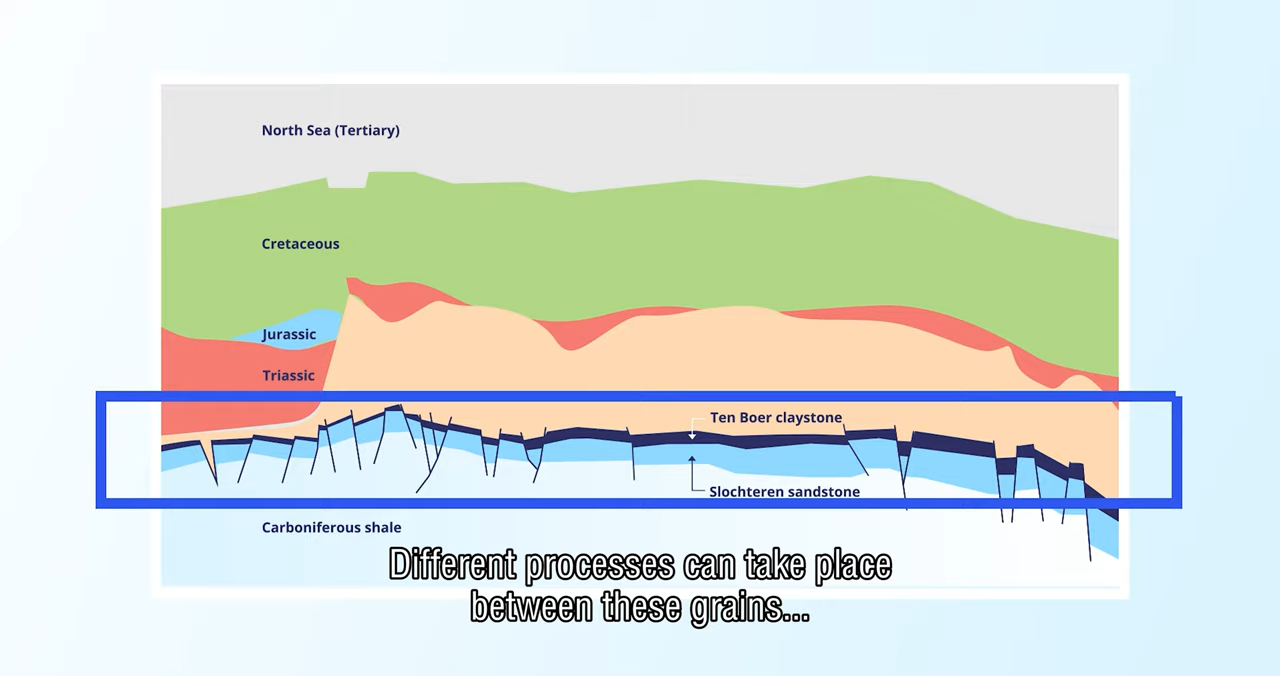 North Sea (Tertiary)
Cretaceous
Jurassic
Triassic
Ten Boer claystone
Slochteren sandstone
Carboniferous shale
Different processes can take place
between these grains...